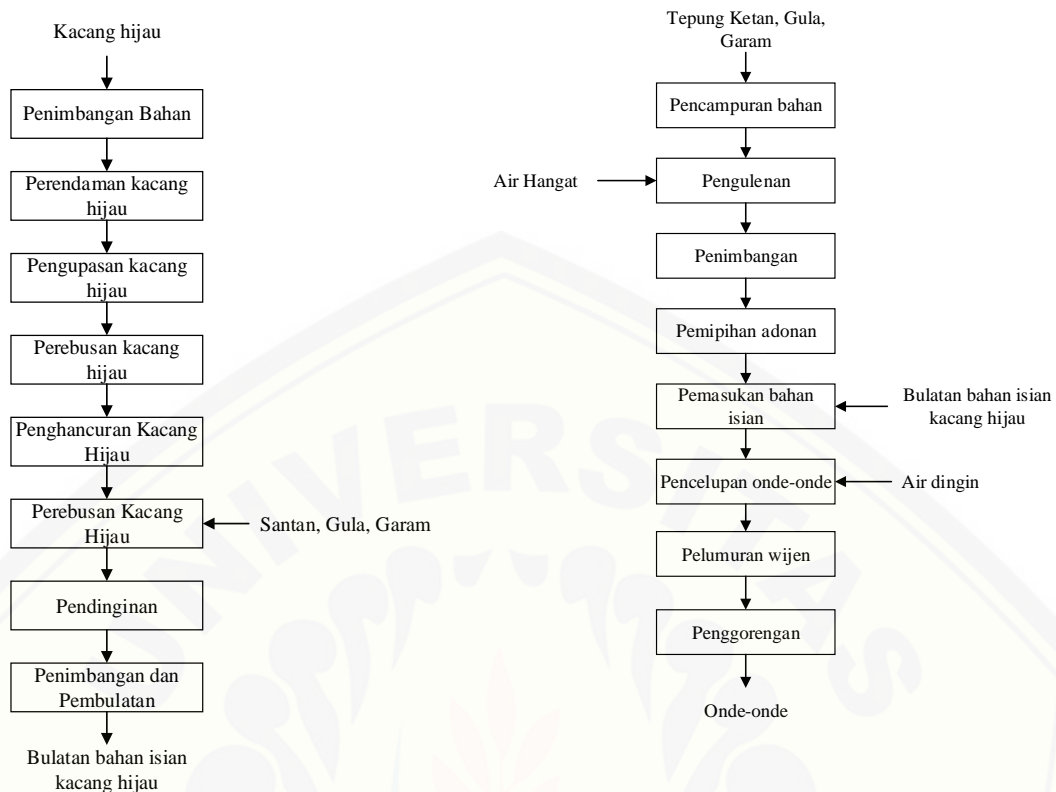 Kacang hijau
Penimbangan Bahan
Perendaman kacang
hijau
Pengupasan kacang
hijau
Perebusan kacang
hijau
Penghancuran Kacang
Hijau
Perebusan Kacang
Hijau
Santan, Gula, Garam
Pendinginan
Penimbangan dan
Pembulatan
Bulatan bahan isian
kacang hijau
Tepung Ketan, Gula,
Garam
Pencampuran bahan
Air Hangat
Pengulenan
Penimbangan
Pemipihan adonan
Pemasukan bahan
isian
Bulatan bahan isian
kacang hijau
Pencelupan onde-onde
Air dingin
Pelumuran wijen
Penggorengan
Onde-onde
UNIVERSITAS